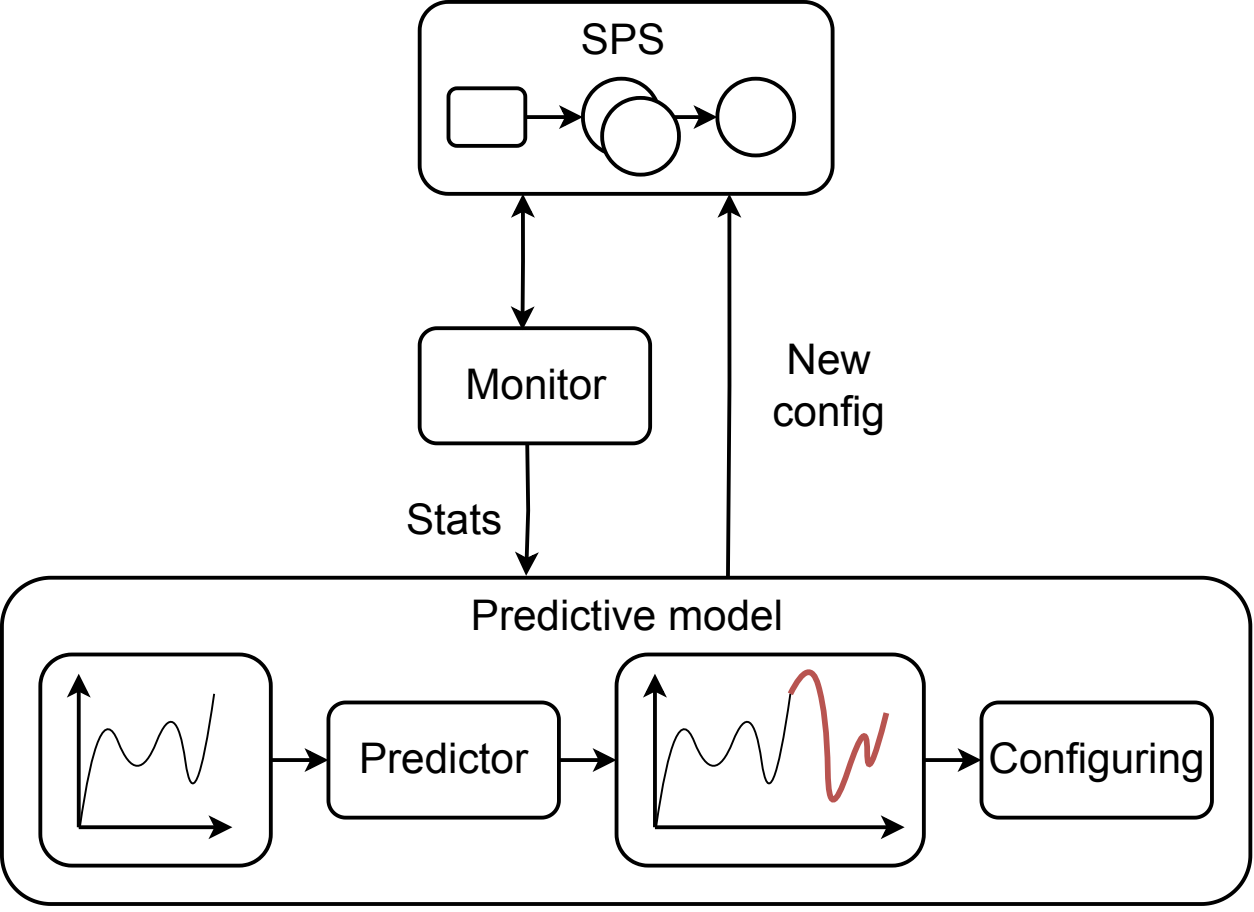 SPS
Monitor
New
config
Stats
Predictive model
Predictor
Configuring